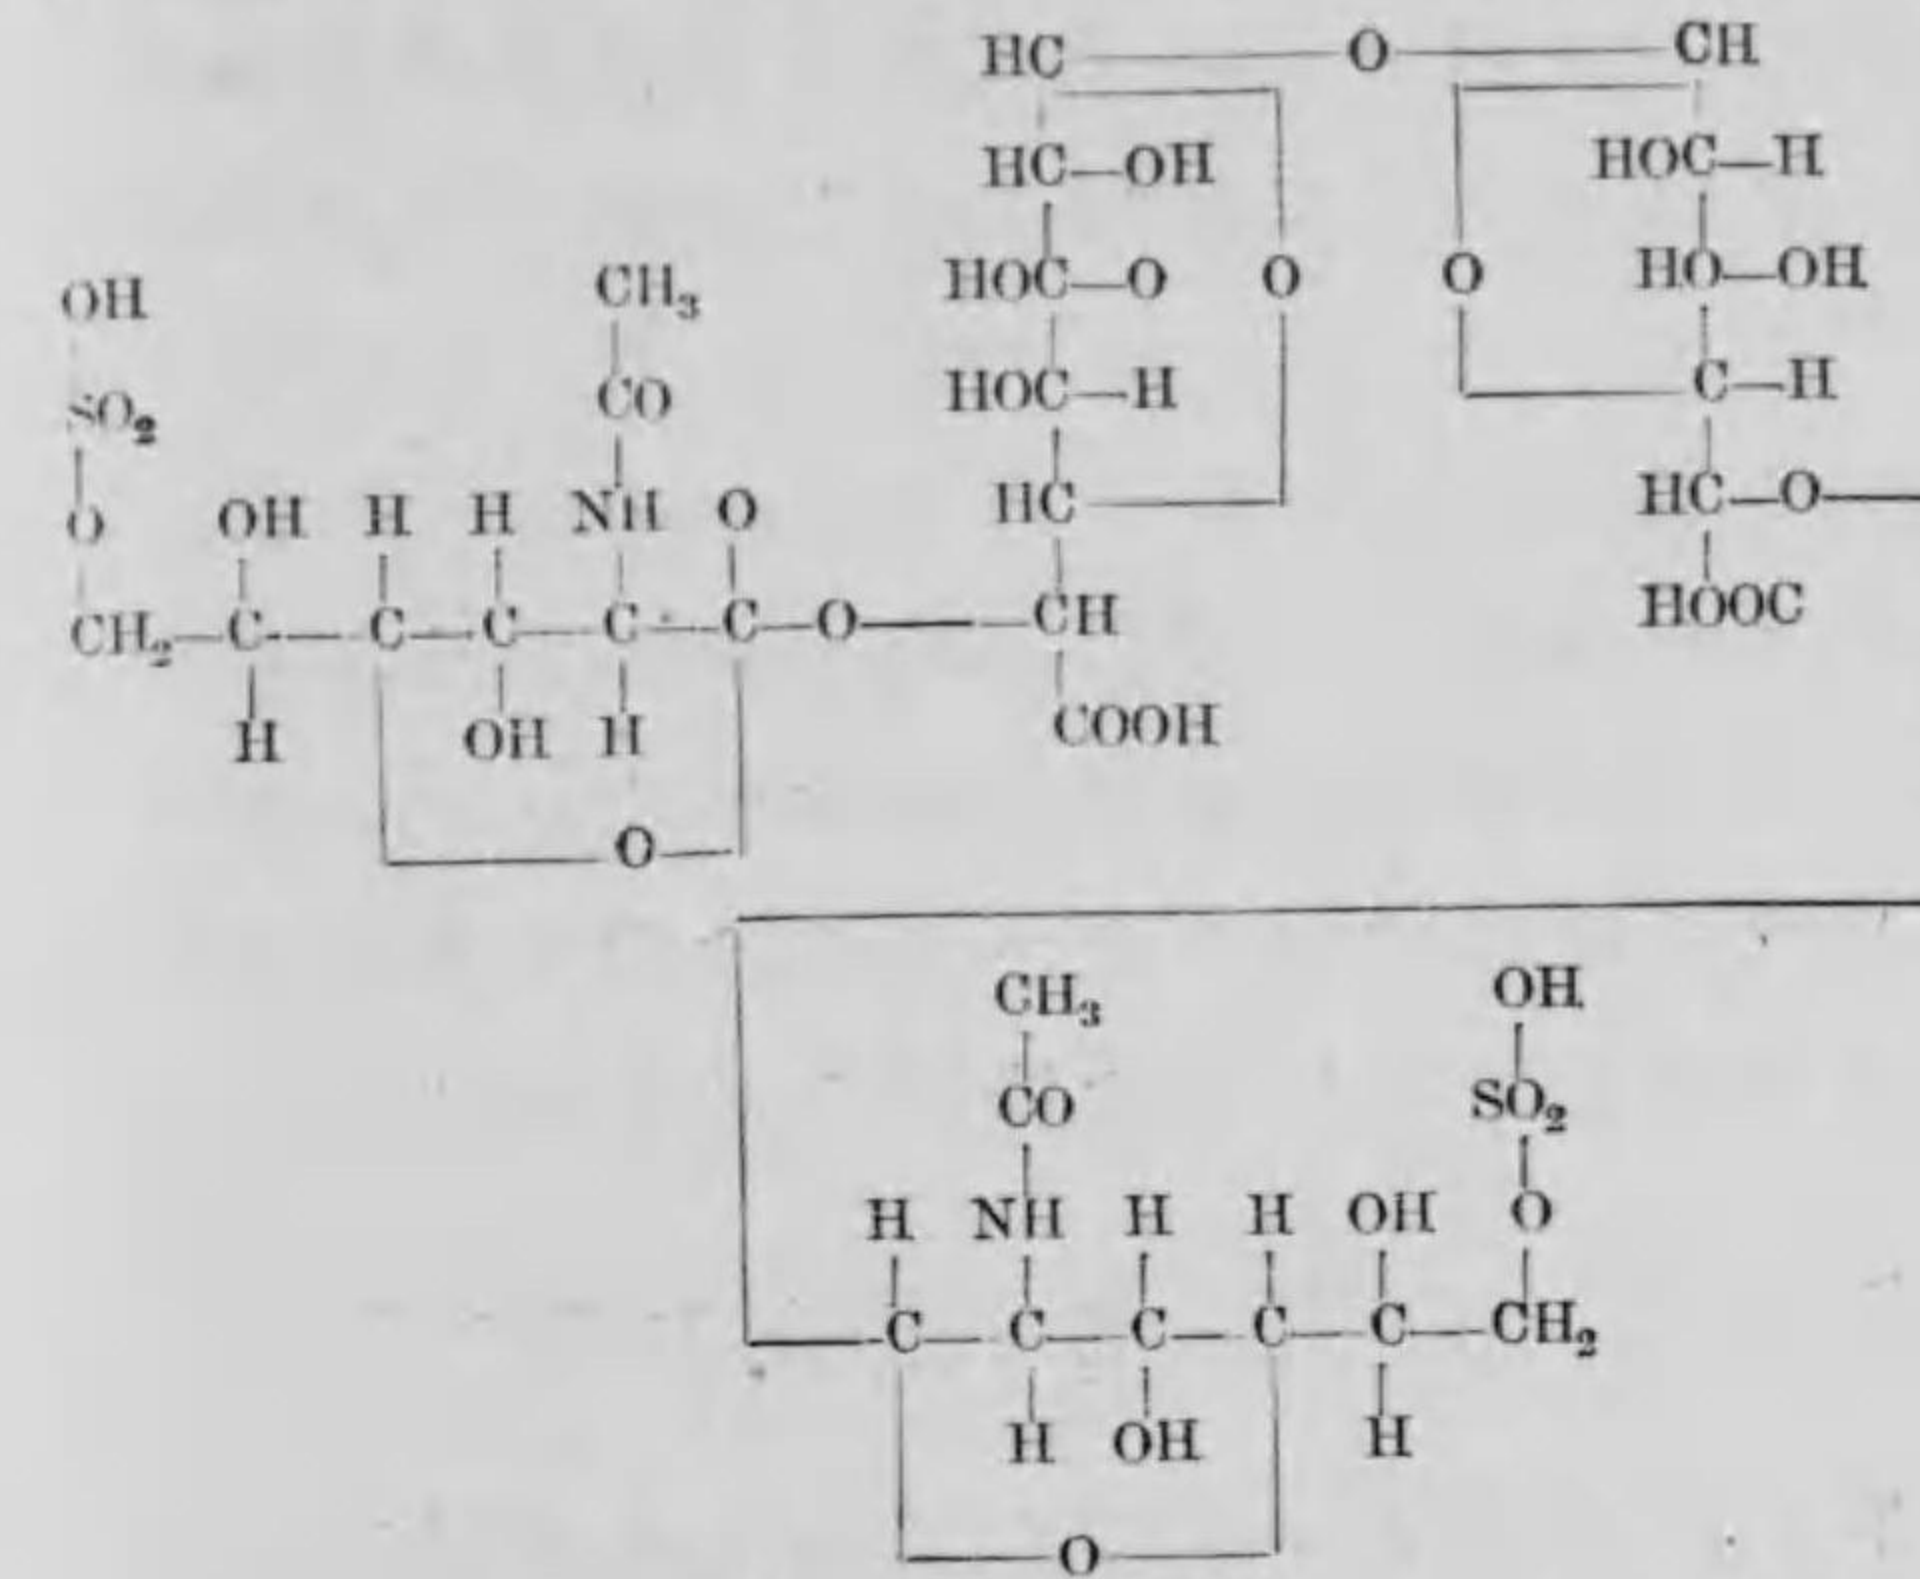 HC O CH
HC—OH HOC—H
OH CH₃ HOC—O O O HO—OH
SO₂ CO HOC—H C—H
O OH H H NH O HC HC—O—
CH₂—C—C—C—C—C—O—CH HOOC
H OH H COOH
O
CH₃ OH
CO SO₂
H NH H H OH O
—C—C—C—C—C—CH₂
H OH H
O